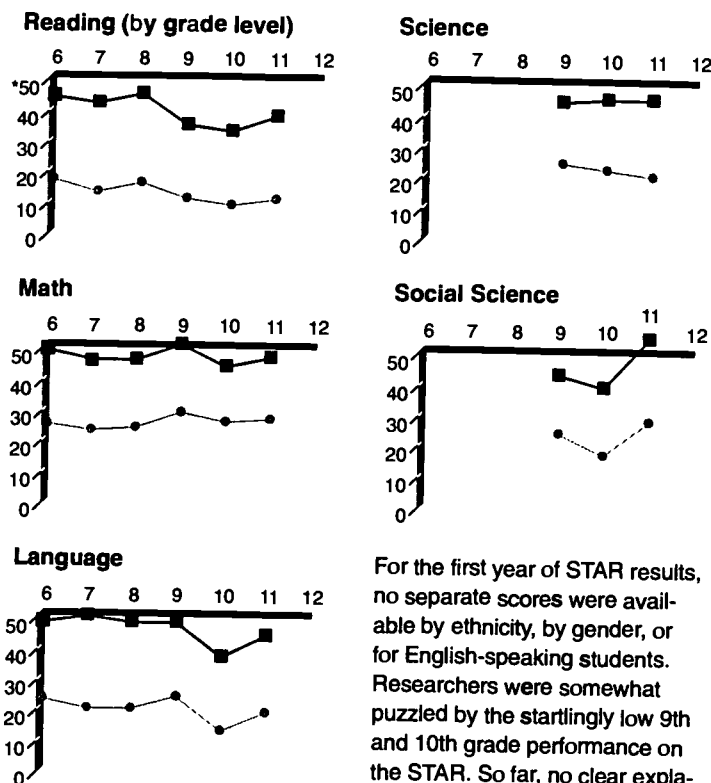 Reading (by grade level)
6 7 8 9 10 11 12
*50
40
30
20
10
0
Science
6 7 8 9 10 11 12
50
40
30
20
10
0
Math
6 7 8 9 10 11 12
50
40
30
20
10
0
Social Science
6 7 8 9 10 11 12
50
40
30
20
10
0
Language
6 7 8 9 10 11 12
50
40
30
20
10
0
For the first year of STAR results,
no separate scores were avail-
able by ethnicity, by gender, or
for English-speaking students.
Researchers were somewhat
puzzled by the startlingly low 9th
and 10th grade performance on
the STAR. So far, no clear expla-